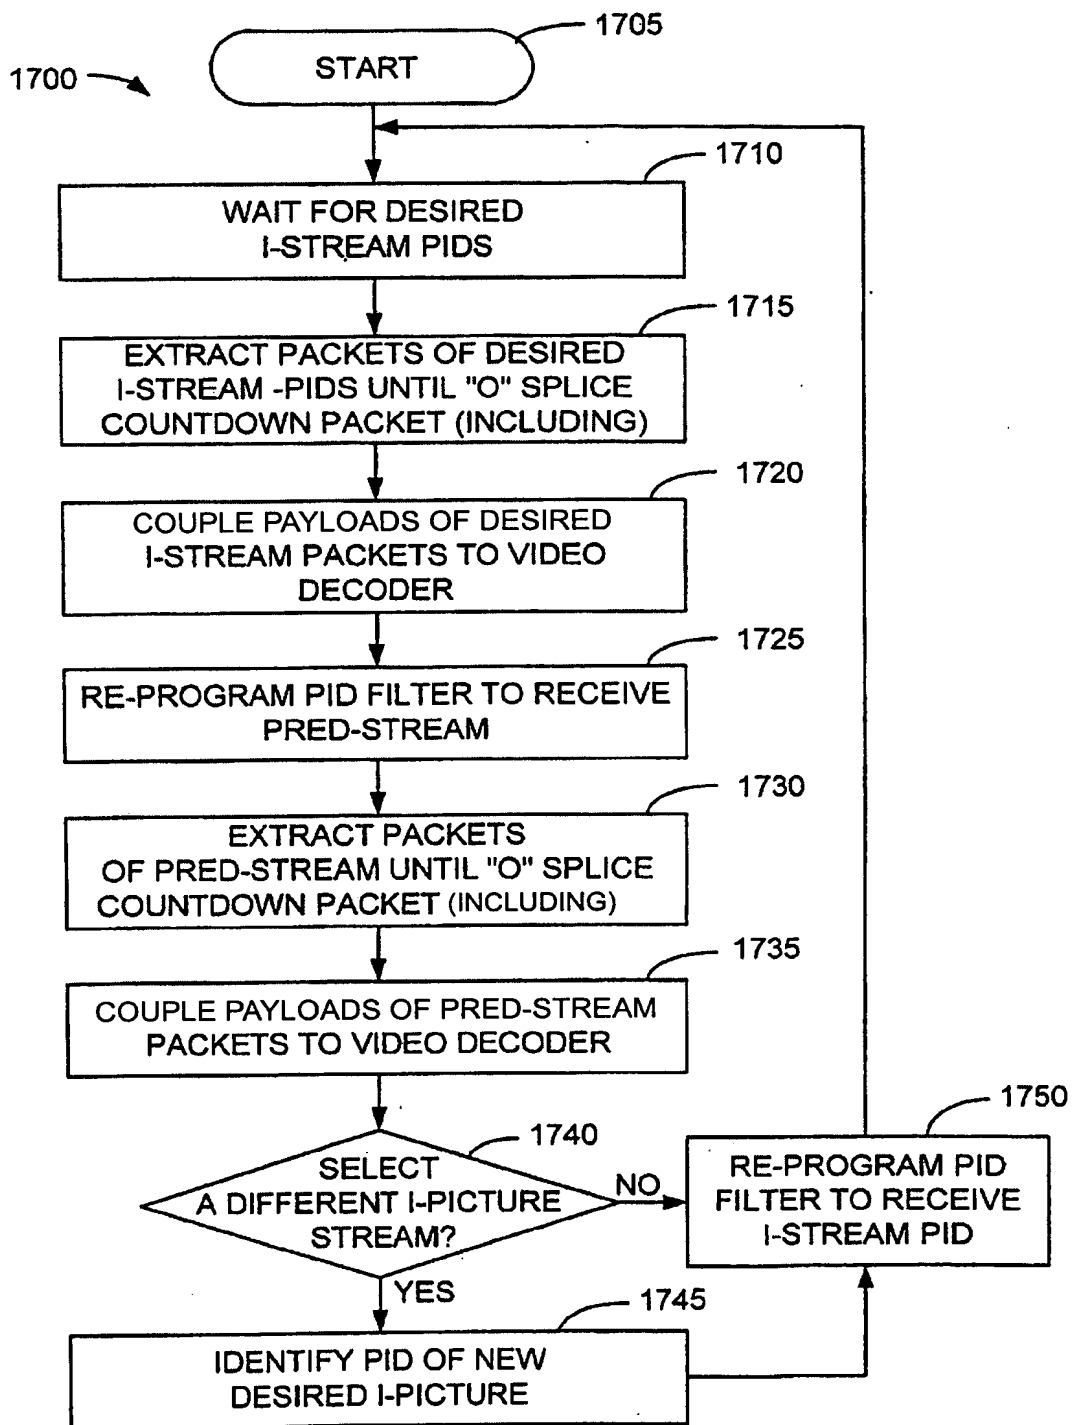 1705
START
1700
1710
WAIT FOR DESIRED
I-STREAM PIDS
1715
EXTRACT PACKETS OF DESIRED
I-STREAM -PIDS UNTIL "O" SPLICE
COUNTDOWN PACKET (INCLUDING)
1720
COUPLE PAYLOADS OF DESIRED
I-STREAM PACKETS TO VIDEO
DECODER
1725
RE-PROGRAM PID FILTER TO RECEIVE
PRED-STREAM
1730
EXTRACT PACKETS
OF PRED-STREAM UNTIL "O" SPLICE
COUNTDOWN PACKET (INCLUDING)
1735
COUPLE PAYLOADS OF PRED-STREAM
PACKETS TO VIDEO DECODER
1740
SELECT
A DIFFERENT I-PICTURE
STREAM?
NO
1750
RE-PROGRAM PID
FILTER TO RECEIVE
I-STREAM PID
YES
1745
IDENTIFY PID OF NEW
DESIRED I-PICTURE